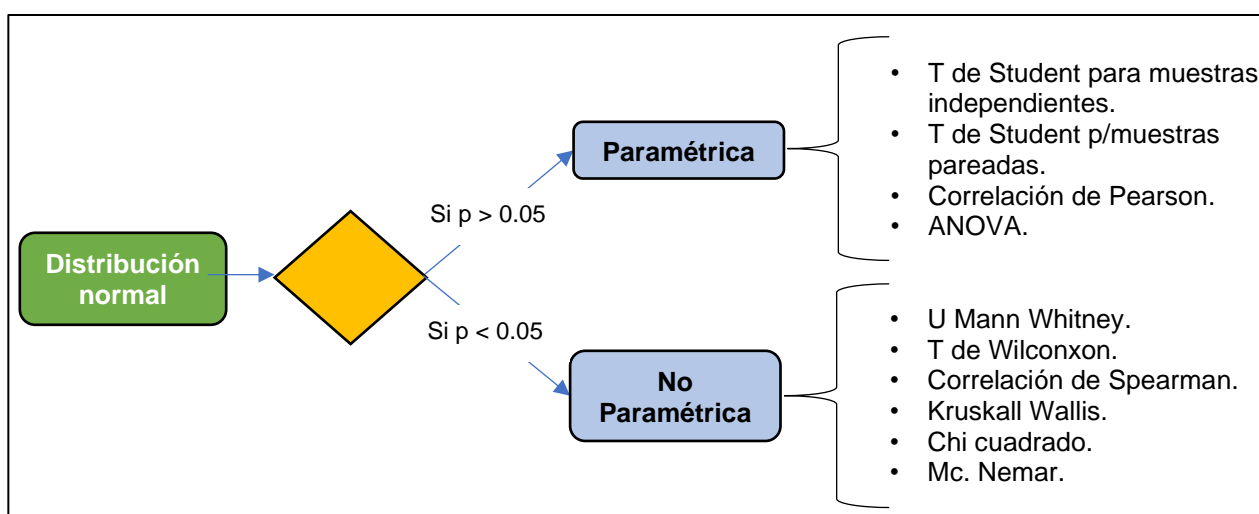 Distribución
normal
Si p > 0.05
Si p < 0.05
Paramétrica
No
Paramétrica
• T de Student para muestras
independientes.
• T de Student p/muestras
pareadas.
• Correlación de Pearson.
• ANOVA.
• U Mann Whitney.
• T de Wilconxon.
• Correlación de Spearman.
• Kruskall Wallis.
• Chi cuadrado.
• Mc. Nemar.